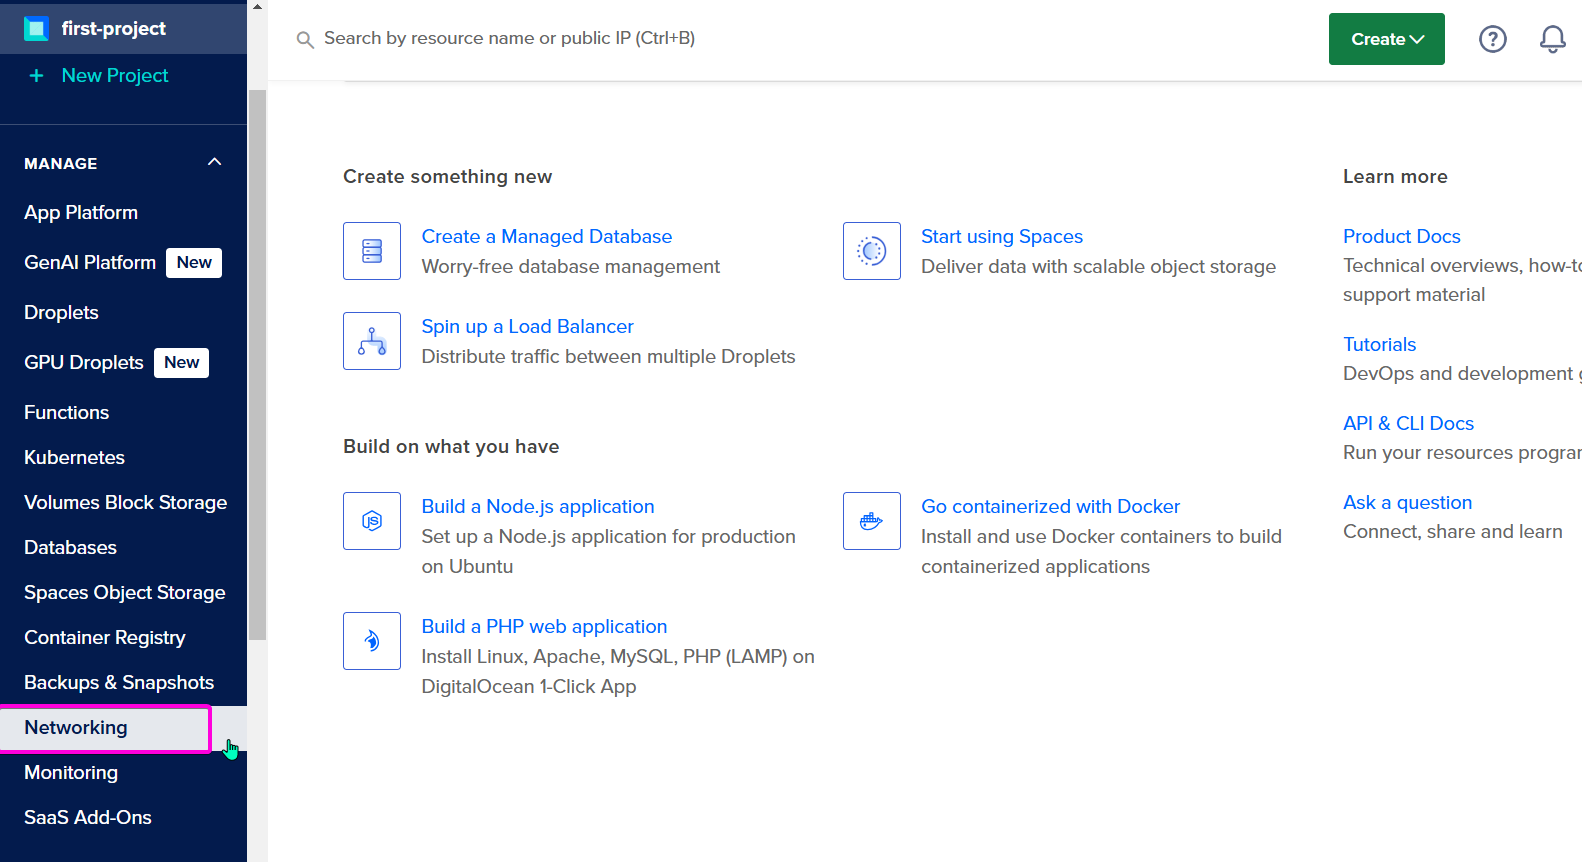 first-project
+ New Project
MANAGE
App Platform
GenAI Platform New
Droplets
GPU Droplets New
Functions
Kubernetes
Volumes Block Storage
Databases
Spaces Object Storage
Container Registry
Backups & Snapshots
Networking
Monitoring
SaaS Add-Ons
Search by resource name or public IP (Ctrl+B)
Create
Create something new
Create a Managed Database
Worry-free database management
Start using Spaces
Deliver data with scalable object storage
Spin up a Load Balancer
Distribute traffic between multiple Droplets
Build on what you have
Build a Node.js application
Set up a Node.js application for production
on Ubuntu
Go containerized with Docker
Install and use Docker containers to build
containerized applications
Build a PHP web application
Install Linux, Apache, MySQL, PHP (LAMP) on
DigitalOcean 1-Click App
Learn more
Product Docs
Technical overviews,
support material
Tutorials
DevOps and development
API & CLI Docs
Run your resources
Ask a question
Connect, share and learn